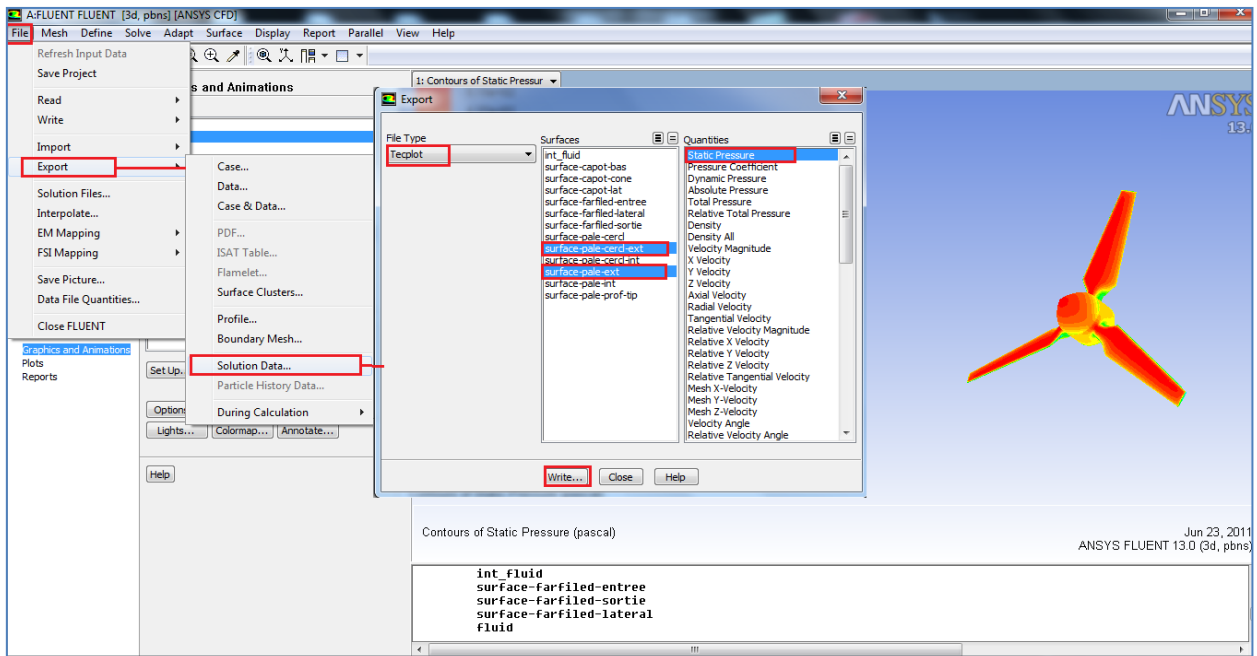 A:FLUENT FLUENT [3d, pbns] [ANSYS CFD]
File Mesh Define Solve Adapt Surface Display Report Parallel View Help
Refresh Input Data
Save Project
Read
Write
Import
Export
Solution Files...
Interpolate...
EM Mapping
FSI Mapping
Save Picture...
Data File Quantities...
Close FLUENT
Graphics and Animations
Plots
Reports
s and Animations
Case...
Data...
Case & Data...
PDF...
ISAT Table...
Flamelet...
Surface Clusters...
Profile...
Boundary Mesh...
Solution Data...
Particle History Data...
During Calculation
Set Up.
Option
Lights... Colormap... Annotate...
Help
1: Contours of Static Pressur
Export
File Type
Tecplot
Surfaces
int_fluid
surface-capot-bas
surface-capot-cone
surface-capot-lat
surface-farfiled-entree
surface-farfiled-lateral
surface-farfiled-sortie
surface-pale-cercl
surface-pale-cercl-ext
surface-pale-cercl-int
surface-pale-ext
surface-pale-int
surface-pale-prof-tip
Quantities
Static Pressure
Pressure Coefficient
Dynamic Pressure
Absolute Pressure
Total Pressure
Relative Total Pressure
Density
Density All
Velocity Magnitude
X Velocity
Y Velocity
Z Velocity
Axial Velocity
Radial Velocity
Tangential Velocity
Relative Velocity Magnitude
Relative X Velocity
Relative Y Velocity
Relative Z Velocity
Relative Tangential Velocity
Mesh X-Velocity
Mesh Y-Velocity
Mesh Z-Velocity
Velocity Angle
Relative Velocity Angle
Write... Close Help
ANSYS
13.
Contours of Static Pressure (pascal)
Jun 23, 2011
ANSYS FLUENT 13.0 (3d, pbns)
int_fluid
surface-farfiled-entree
surface-farfiled-sortie
surface-farfiled-lateral
fluid